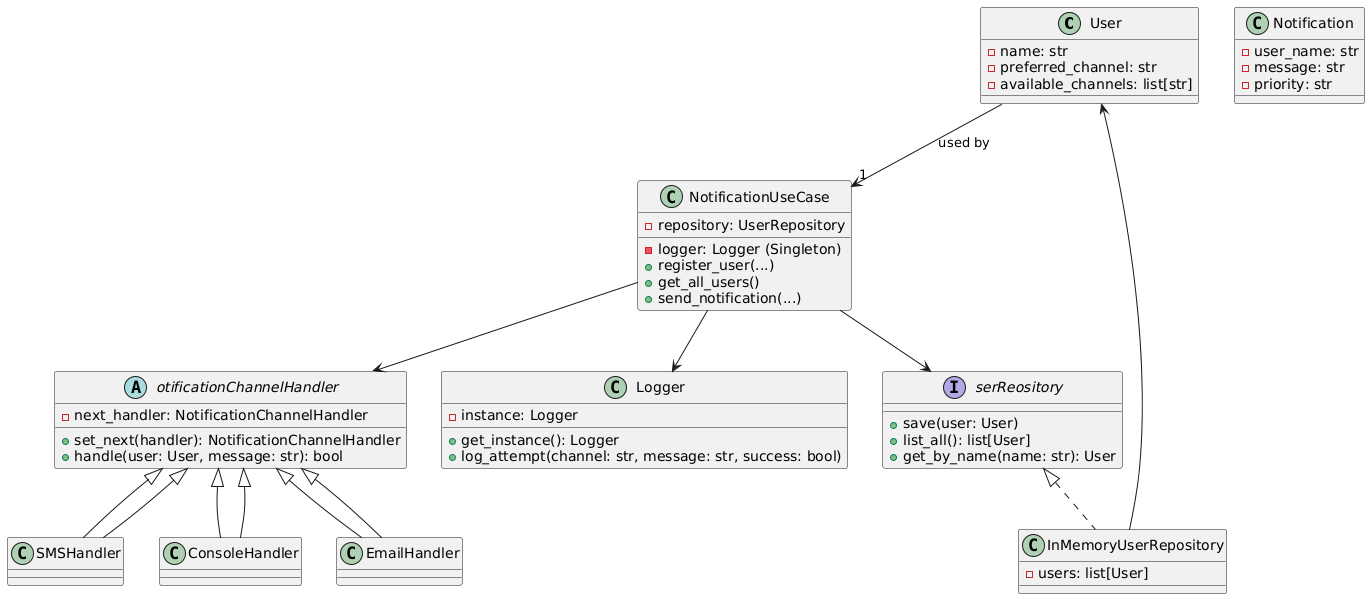 C User
name: str
preferred_channel: str
available_channels: list[str]
C Notification
user_name: str
message: str
priority: str
used by
1
C NotificationUseCase
repository: UserRepository
logger: Logger (Singleton)
register_user(...)
get_all_users()
send_notification(...)
A otificationChannelHandler
next_handler: NotificationChannelHandler
set_next(handler): NotificationChannelHandler
handle(user: User, message: str): bool
C Logger
instance: Logger
get_instance(): Logger
log_attempt(channel: str, message: str, success: bool)
I serReository
save(user: User)
list_all(): list[User]
get_by_name(name: str): User
C SMSHandler
C ConsoleHandler
C EmailHandler
C InMemoryUserRepository
users: list[User]